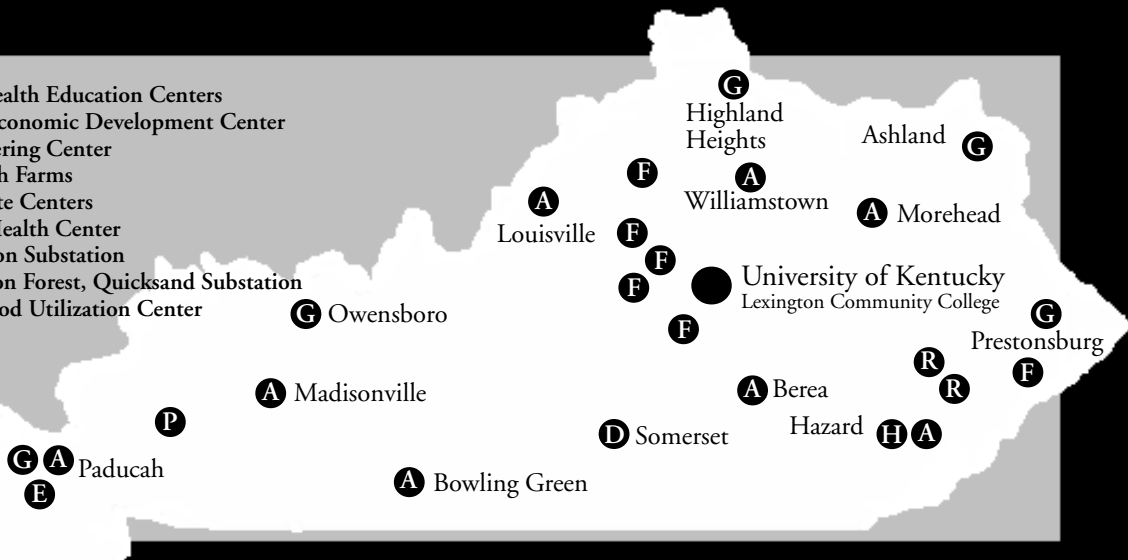 ealth Education Centers
conomic Development Center
ering Center
h Farms
te Centers
Health Center
on Substation
on Forest, Quicksand Substation
od Utilization Center
G
Highland
Heights
Ashland G
F
A
Williamstown
A
Louisville
A Morehead
F
F
F
University of Kentucky
Lexington Community College
G Owensboro
G
Prestonsburg
F
R
R
F
A Madisonville
A Berea
P
D Somerset
Hazard H A
G A Paducah
E
A Bowling Green